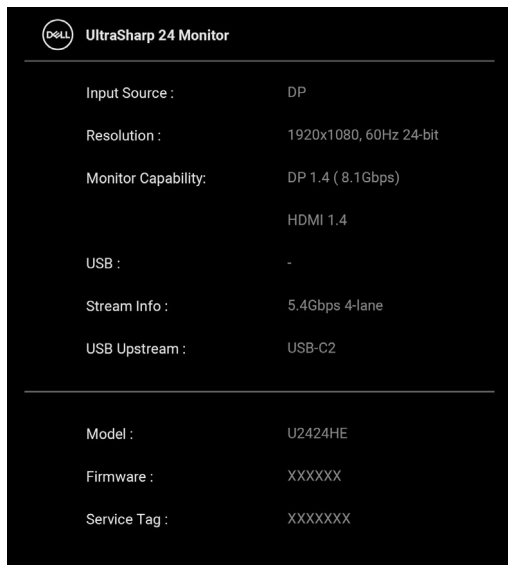 DELL UltraSharp 24 Monitor
Input Source : DP
Resolution : 1920x1080, 60Hz 24-bit
Monitor Capability: DP 1.4 ( 8.1Gbps)
HDMI 1.4
USB : -
Stream Info : 5.4Gbps 4-lane
USB Upstream : USB-C2
Model : U2424HE
Firmware : XXXXXX
Service Tag : XXXXXXX